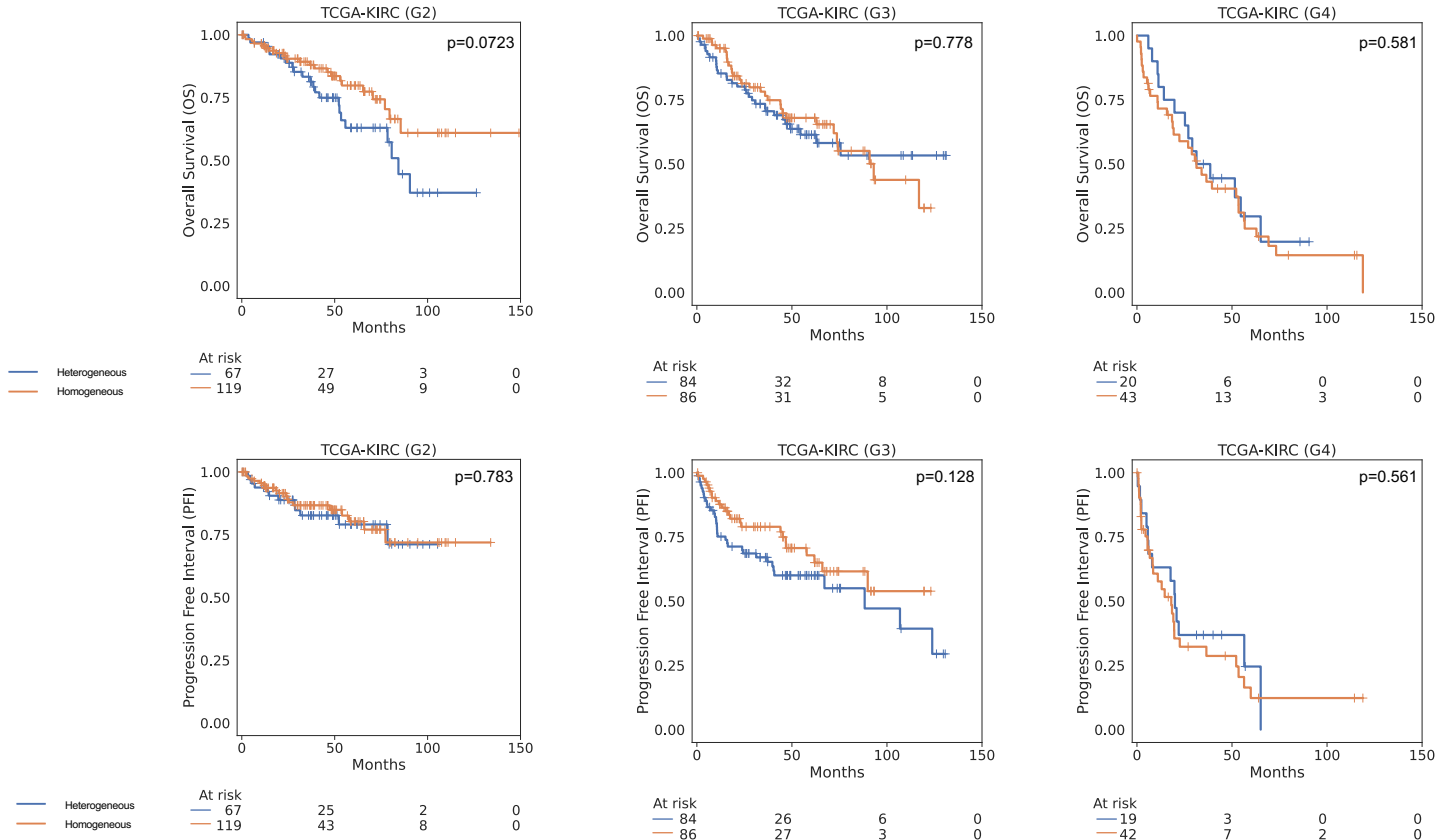 TCGA-KIRC (G2)
p=0.0723
1.00
0.75
0.50
0.25
0.00
Overall Survival (OS)
0
50
100
150
Months
TCGA-KIRC (G3)
p=0.778
1.00
0.75
0.50
0.25
0.00
Overall Survival (OS)
0
50
100
150
Months
TCGA-KIRC (G4)
p=0.581
1.00
0.75
0.50
0.25
0.00
Overall Survival (OS)
0
50
100
150
Months
Heterogeneous
Homogeneous
At risk
67 27 3 0
119 49 9 0
At risk
84 32 8 0
86 31 5 0
At risk
20 6 0 0
43 13 3 0
TCGA-KIRC (G2)
p=0.783
1.00
0.75
0.50
0.25
0.00
Progression Free Interval (PFI)
0
50
100
150
Months
TCGA-KIRC (G3)
p=0.128
1.00
0.75
0.50
0.25
0.00
Progression Free Interval (PFI)
0
50
100
150
Months
TCGA-KIRC (G4)
p=0.561
1.00
0.75
0.50
0.25
0.00
Progression Free Interval (PFI)
0
50
100
150
Months
Heterogeneous
Homogeneous
At risk
67 25 2 0
119 43 8 0
At risk
84 26 6 0
86 27 3 0
At risk
19 3 0 0
42 7 2 0